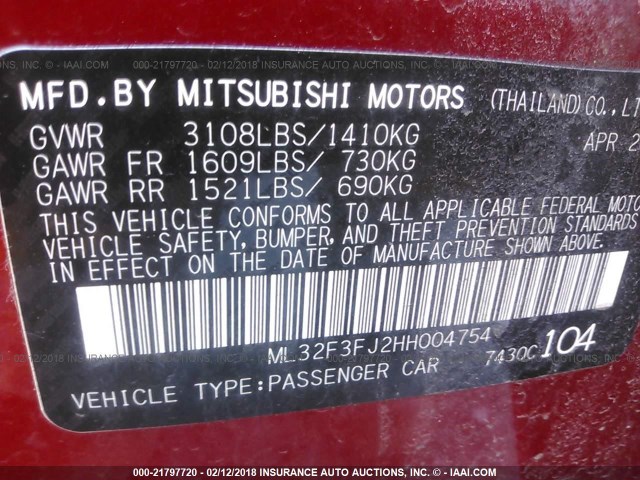 000-21797720 - 02/12/2018 INSURANCE AUTO AUCTIONS, INC. - © IAAI.COM
MFD.BY MITSUBISHI MOTORS (THAILAND)CO.,
GVWR 3108LBS/1410KG APR
GAWR FR 1609LBS/ 730KG
GAWR RR 1521LBS/ 690KG
THIS VEHICLE CONFORMS TO ALL APPLICABLE FEDERAL
VEHICLE SAFETY, BUMPER, AND THEFT PREVENTION STANDARDS
IN EFFECT ON THE DATE OF MANUFACTURE SHOWN ABOVE.
ML32F3FJ2HH004754 7430C 104
VEHICLE TYPE:PASSENGER CAR
000-21797720 - 02/12/2018 INSURANCE AUTO AUCTIONS, INC. - © IAAI.COM